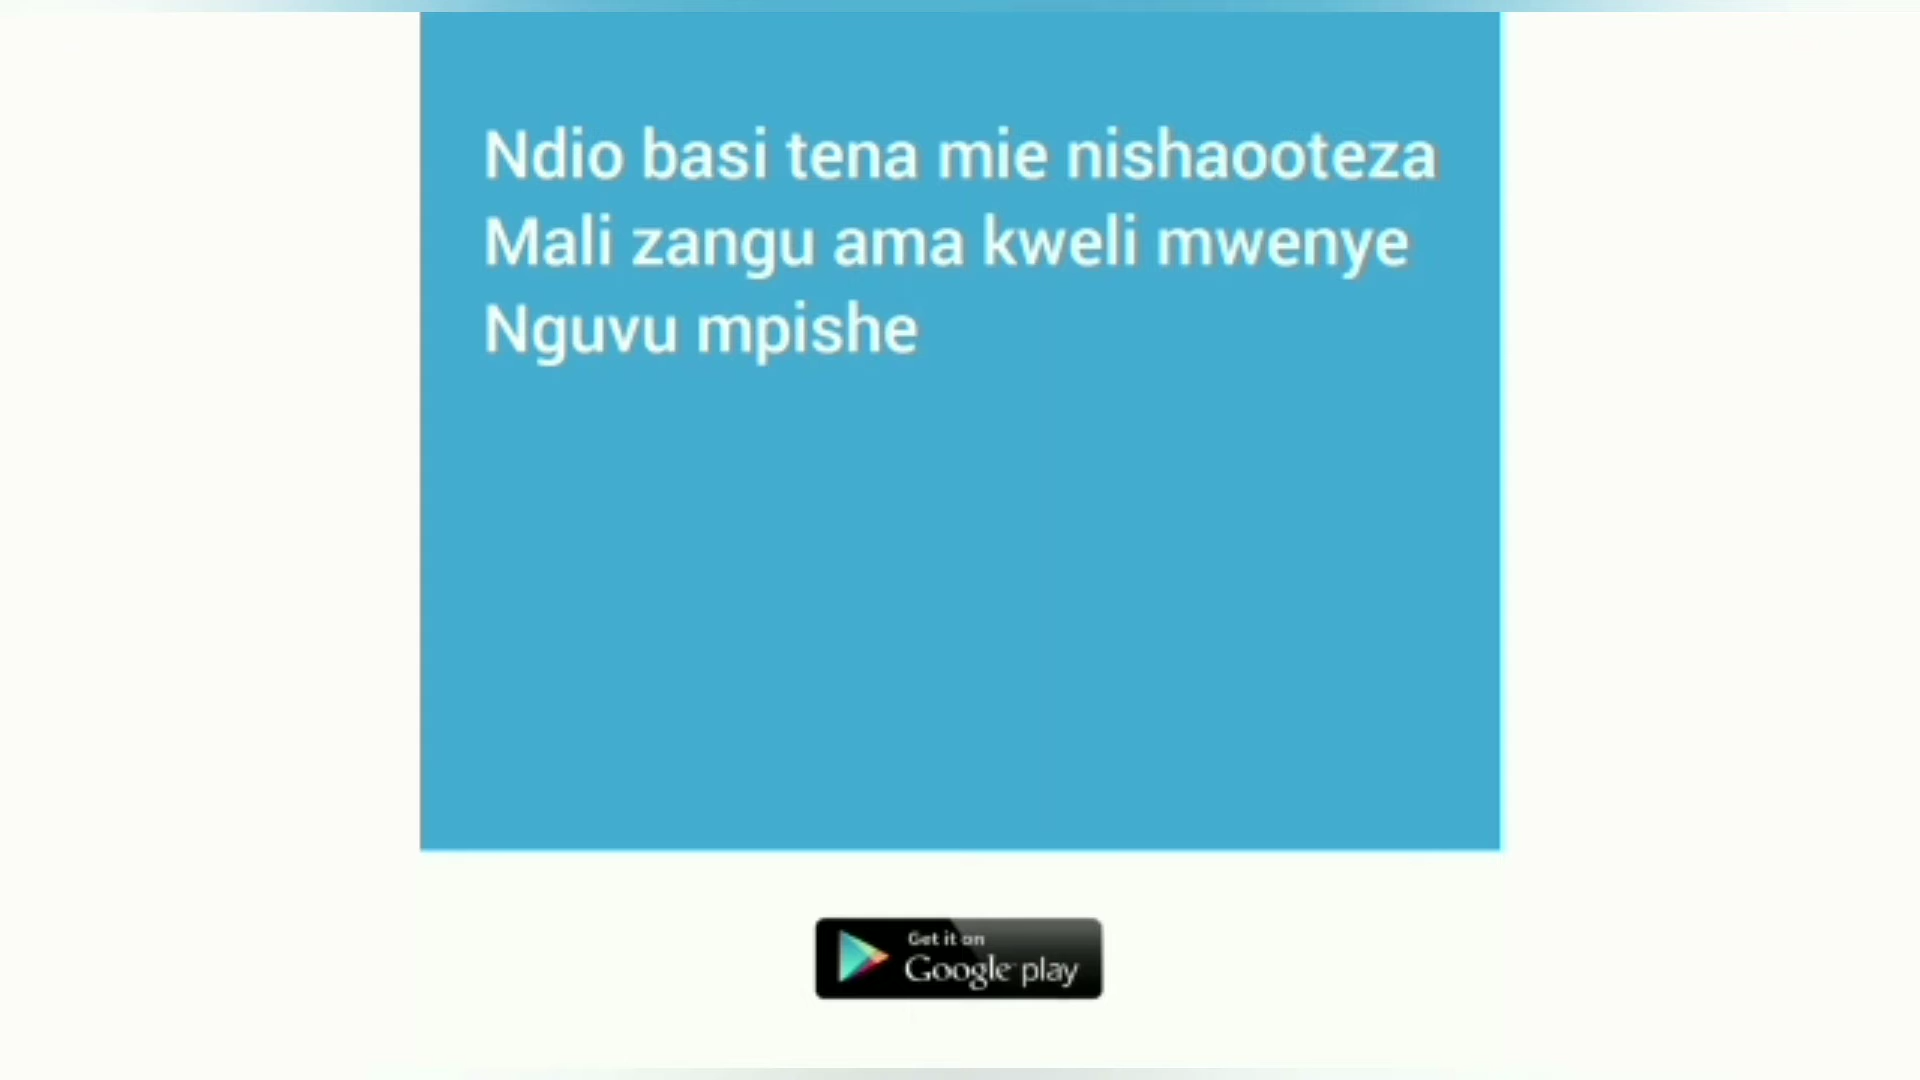 Ndio basi tena mie nishaooteza
Mali zangu ama kweli mwenye
Nguvu mpishe
Get it on
Google play